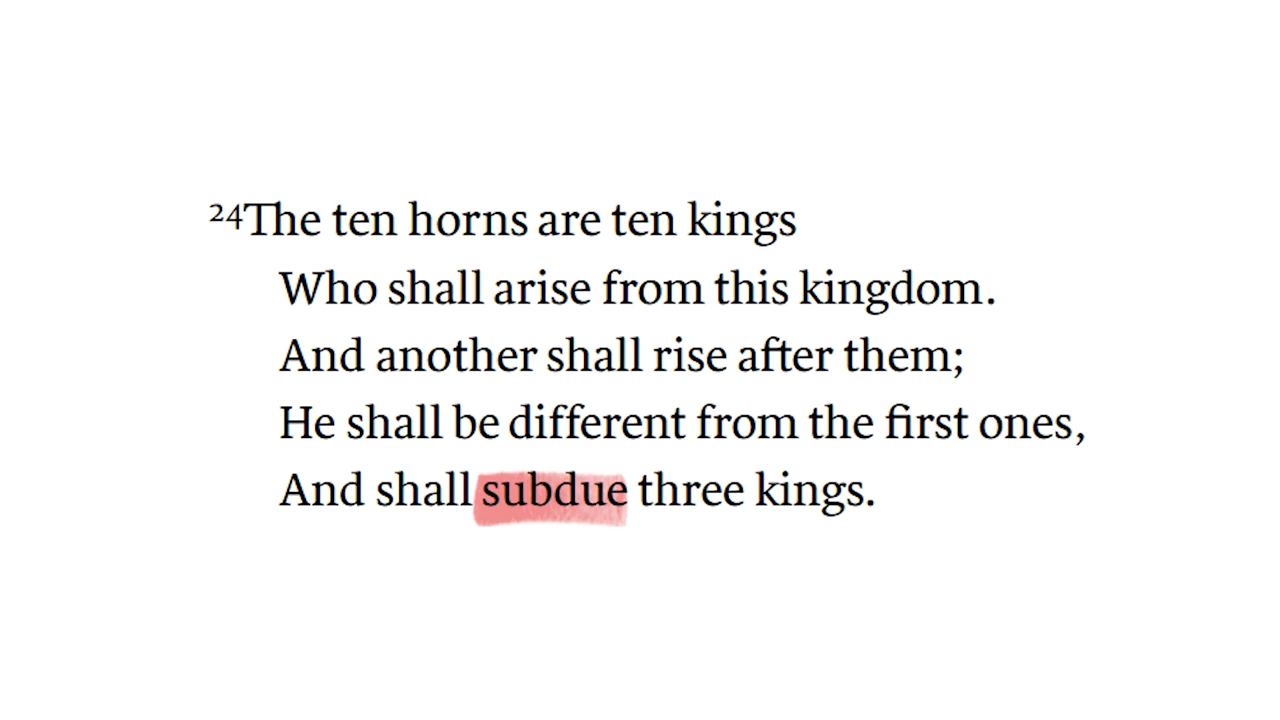 24The ten horns are ten kings
Who shall arise from this kingdom.
And another shall rise after them;
He shall be different from the first ones,
And shall subdue three kings.